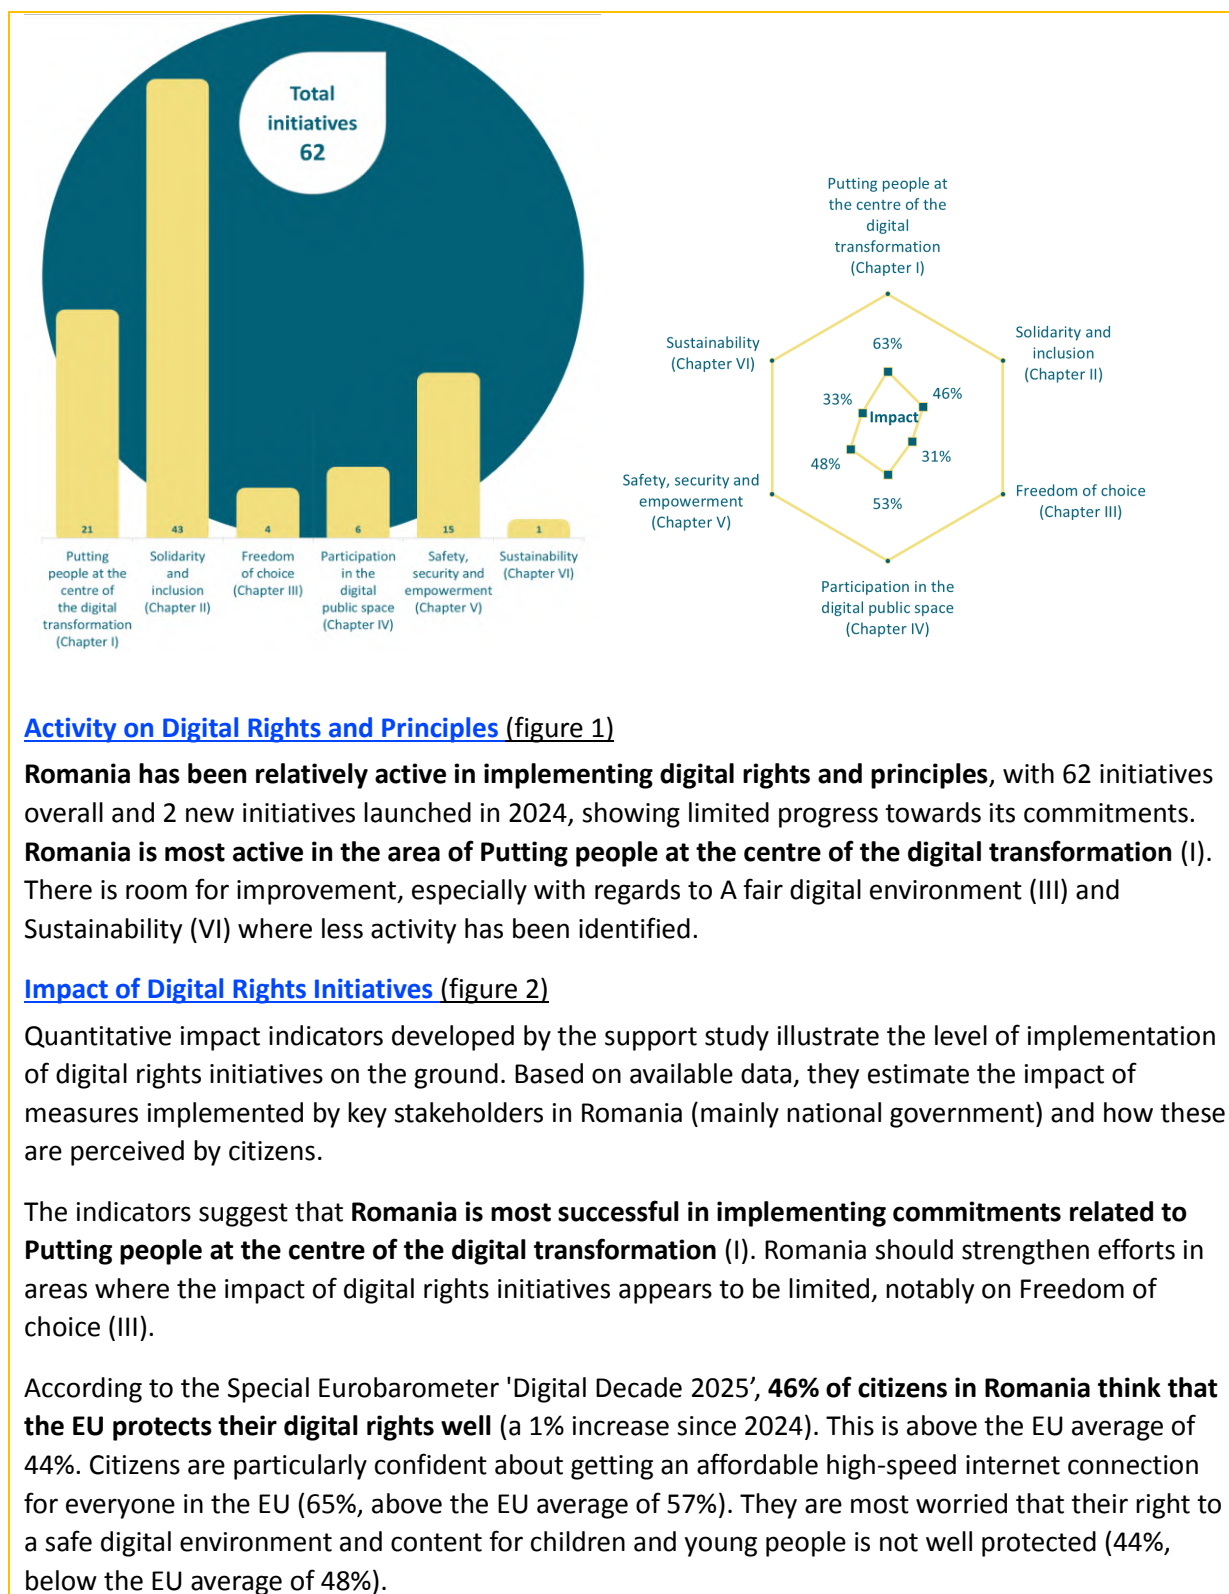 Total
initiatives
62
21
43
4
6
15
1
Putting
people at the
centre of
the digital
transformation
(Chapter I)
Solidarity
and
inclusion
(Chapter II)
Freedom
of choice
(Chapter III)
Participation
in the
digital
public space
(Chapter IV)
Safety,
security and
empowerment
(Chapter V)
Sustainability
(Chapter VI)
Putting people at
the centre of the
digital
transformation
(Chapter I)
Solidarity and
inclusion
(Chapter II)
Freedom of choice
(Chapter III)
Participation in the
digital public space
(Chapter IV)
Safety, security and
empowerment
(Chapter V)
Sustainability
(Chapter VI)
63%
46%
31%
53%
48%
33%
Impact
Activity on Digital Rights and Principles (figure 1)
Romania has been relatively active in implementing digital rights and principles, with 62 initiatives
overall and 2 new initiatives launched in 2024, showing limited progress towards its commitments.
Romania is most active in the area of Putting people at the centre of the digital transformation (I).
There is room for improvement, especially with regards to A fair digital environment (III) and
Sustainability (VI) where less activity has been identified.
Impact of Digital Rights Initiatives (figure 2)
Quantitative impact indicators developed by the support study illustrate the level of implementation
of digital rights initiatives on the ground. Based on available data, they estimate the impact of
measures implemented by key stakeholders in Romania (mainly national government) and how these
are perceived by citizens.
The indicators suggest that Romania is most successful in implementing commitments related to
Putting people at the centre of the digital transformation (I). Romania should strengthen efforts in
areas where the impact of digital rights initiatives appears to be limited, notably on Freedom of
choice (III).
According to the Special Eurobarometer 'Digital Decade 2025’, 46% of citizens in Romania think that
the EU protects their digital rights well (a 1% increase since 2024). This is above the EU average of
44%. Citizens are particularly confident about getting an affordable high-speed internet connection
for everyone in the EU (65%, above the EU average of 57%). They are most worried that their right to
a safe digital environment and content for children and young people is not well protected (44%,
below the EU average of 48%).